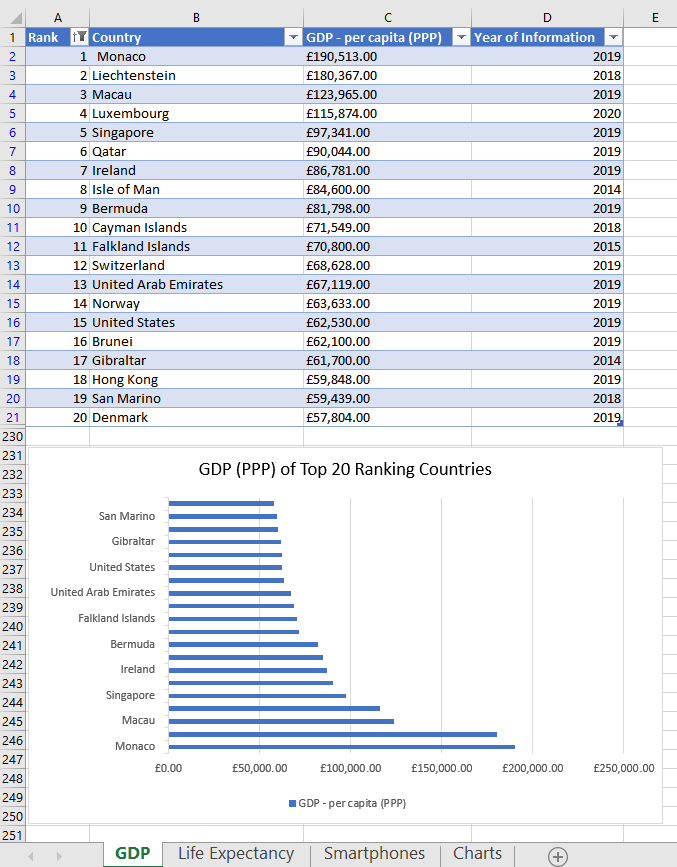 A B C D E
1 Rank Country GDP - per capita (PPP) Year of Information
2 1 Monaco £190,513.00 2019
3 2 Liechtenstein £180,367.00 2018
4 3 Macau £123,965.00 2019
5 4 Luxembourg £115,874.00 2020
6 5 Singapore £97,341.00 2019
7 6 Qatar £90,044.00 2019
8 7 Ireland £86,781.00 2019
9 8 Isle of Man £84,600.00 2014
10 9 Bermuda £81,798.00 2019
11 10 Cayman Islands £71,549.00 2018
12 11 Falkland Islands £70,800.00 2015
13 12 Switzerland £68,628.00 2019
14 13 United Arab Emirates £67,119.00 2019
15 14 Norway £63,633.00 2019
16 15 United States £62,530.00 2019
17 16 Brunei £62,100.00 2019
18 17 Gibraltar £61,700.00 2014
19 18 Hong Kong £59,848.00 2019
20 19 San Marino £59,439.00 2018
21 20 Denmark £57,804.00 2019
230
231
232 GDP (PPP) of Top 20 Ranking Countries
233
234 San Marino
235 Gibraltar
236
237 United States
238 United Arab Emirates
239
240 Falkland Islands
241 Bermuda
242 Ireland
243
244 Singapore
245 Macau
246 Monaco
247 £0.00 £50,000.00 £100,000.00 £150,000.00 £200,000.00 £250,000.00
248
249 GDP - per capita (PPP)
250
251
GDP Life Expectancy Smartphones Charts